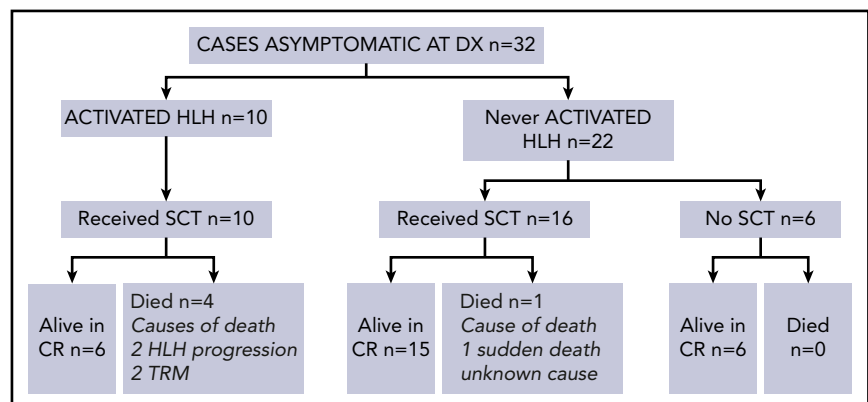 CASES ASYMPTOMATIC AT DX n=32
ACTIVATED HLH n=10
Never ACTIVATED
HLH n=22
Received SCT n=10
Received SCT n=16
No SCT n=6
Alive in
CR n=6
Died n=4
Causes of death
2 HLH progression
2 TRM
Alive in
CR n=15
Died n=1
Cause of death
1 sudden death
unknown cause
Alive in
CR n=6
Died
n=0